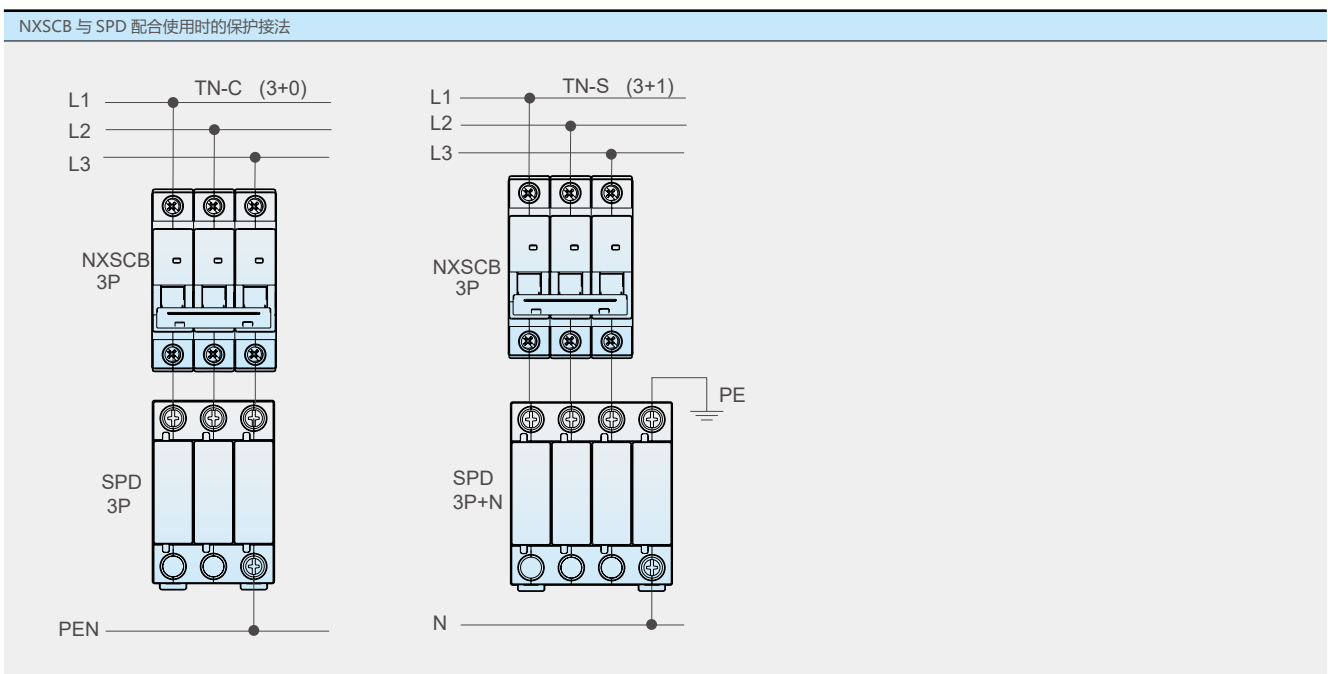 NXSCB 与 SPD 配合使用时的保护接法
TN-C (3+0)
L1
L2
L3
NXSCB
3P
SPD
3P
PEN
TN-S (3+1)
L1
L2
L3
NXSCB
3P
PE
SPD
3P+N
N